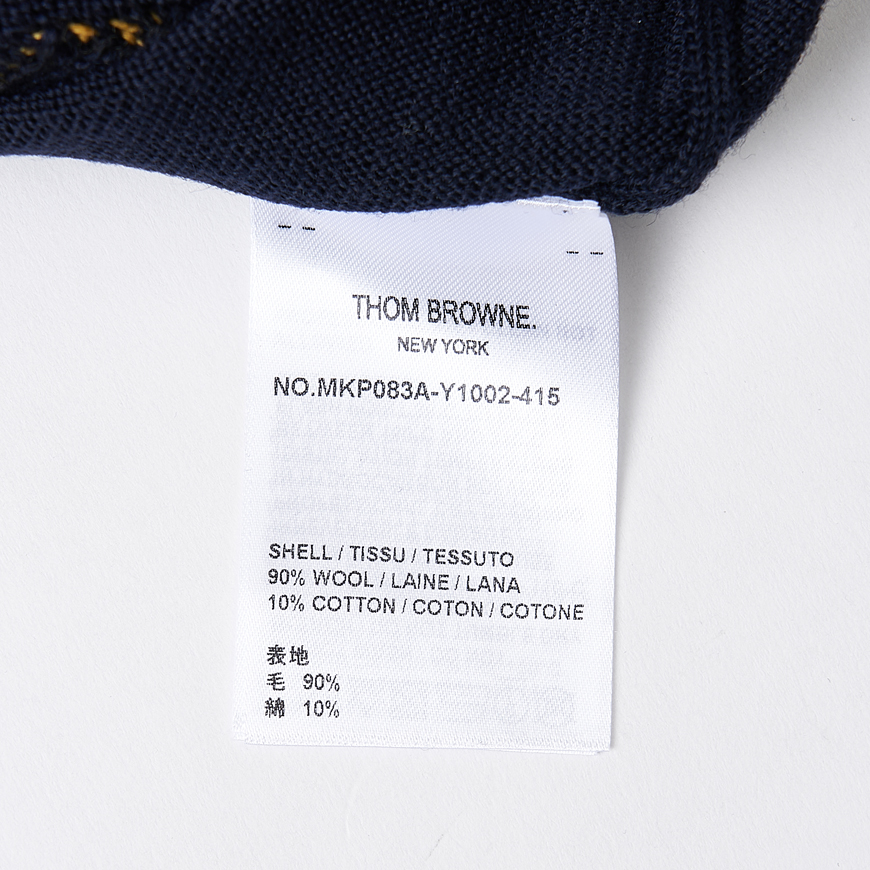 THOM BROWNE.
NEW YORK
NO.MKP083A-Y1002-415
SHELL / TISSU / TESSUTO
90% WOOL / LAINE / LANA
10% COTTON / COTON / COTONE
表地
毛 90%
綿 10%